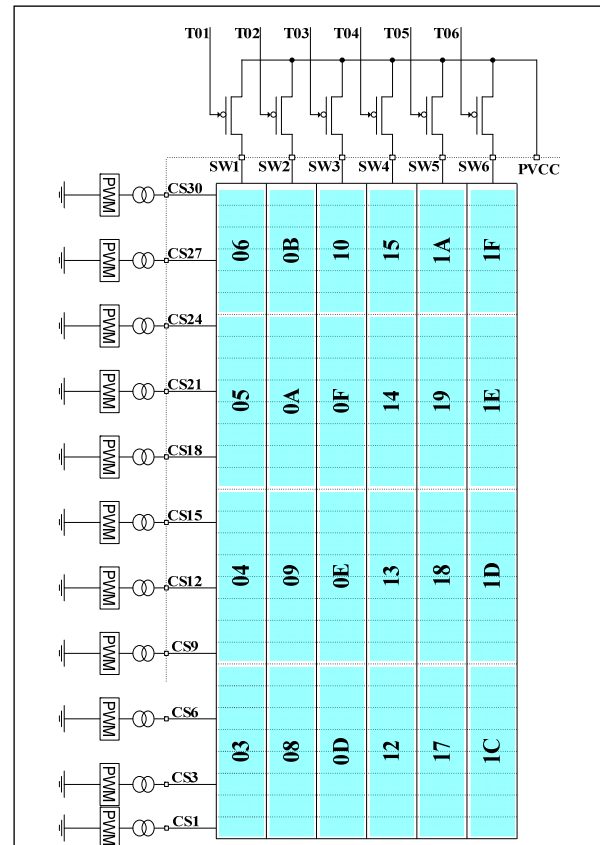 T01 T02 T03 T04 T05 T06
SW1 SW2 SW3 SW4 SW5 SW6 PVCC
PWM CS30
06 0B 10 15 1A 1F
PWM CS27
PWM CS24
PWM CS21
05 0A 0F 14 19 1E
PWM CS18
PWM CS15
PWM CS12
04 09 0E 13 18 1D
PWM CS9
PWM CS6
03 08 0D 12 17 1C
PWM CS3
PWM CS1